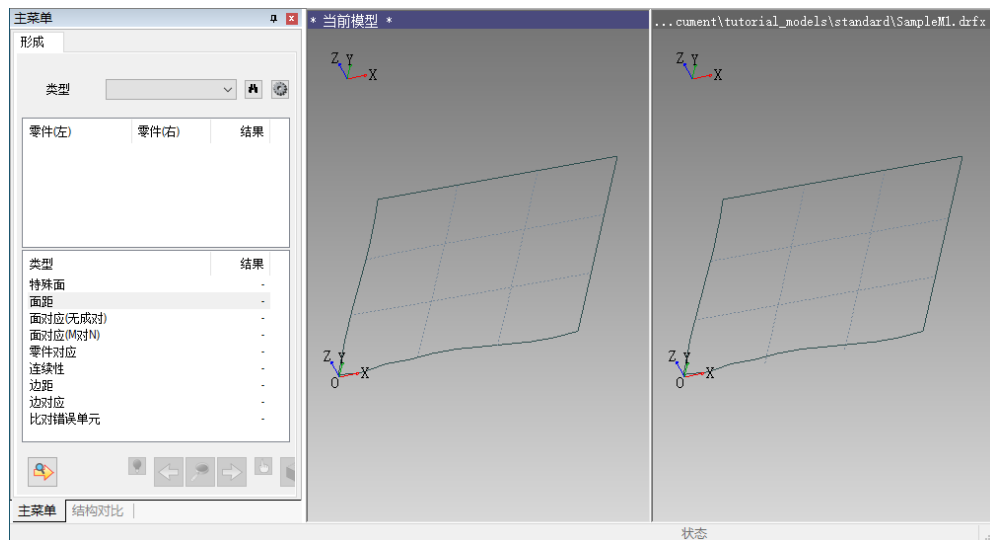 主菜单
形成
类型
零件(左) 零件(右) 结果
类型 结果
特殊面 -
面距 -
面对应(无成对) -
面对应(M对N) -
零件对应 -
连续性 -
边距 -
边对应 -
比对错误单元 -
主菜单 结构对比
* 当前模型 *
Z Y
X
Z Y
X
O
...cument\tutorial_models\standard\SampleM1.drfx
Z Y
X
Z Y
X
O
状态